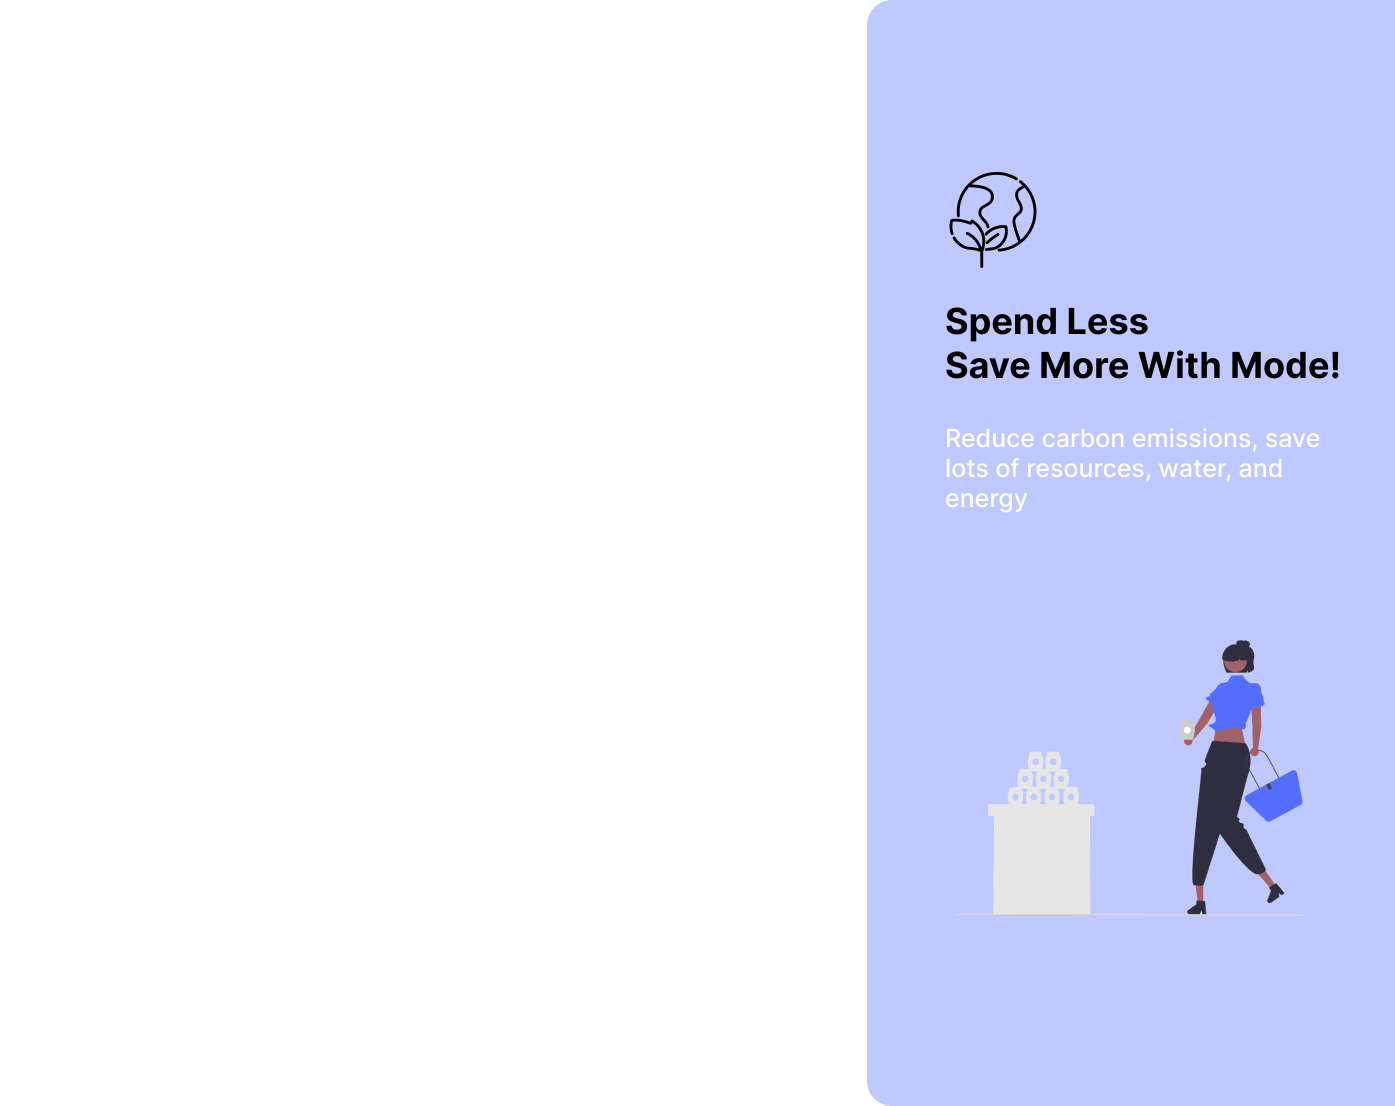 Spend Less
Save More With Mode!
Reduce carbon emissions, save
lots of resources, water, and
energy